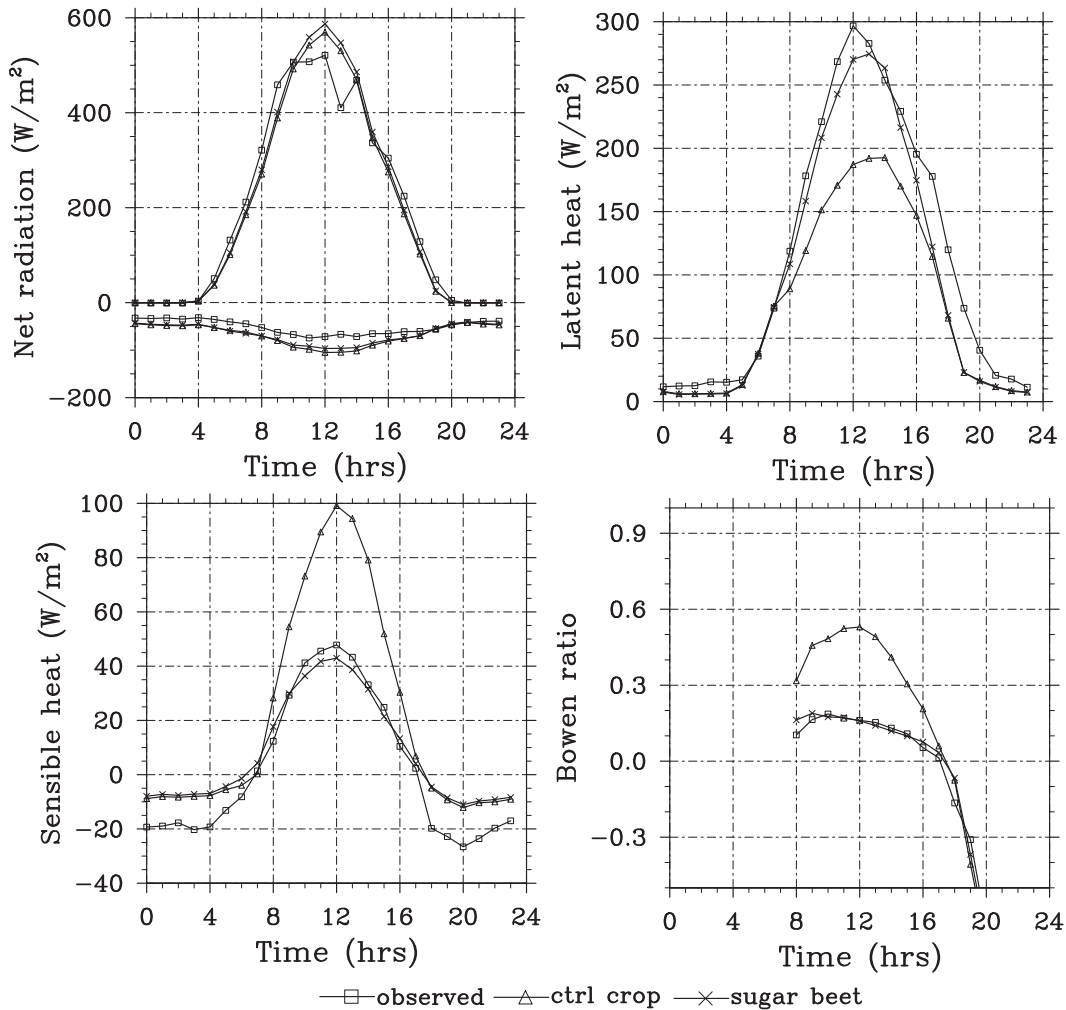 600
400
200
0
−200
Net radiation (W/m²)
0 4 8 12 16 20 24
Time (hrs)
300
250
200
150
100
50
0
Latent heat (W/m²)
0 4 8 12 16 20 24
Time (hrs)
100
80
60
40
20
0
−20
−40
Sensible heat (W/m²)
0 4 8 12 16 20 24
Time (hrs)
0.9
0.6
0.3
0.0
−0.3
Bowen ratio
0 4 8 12 16 20 24
Time (hrs)
observed ctrl crop sugar beet